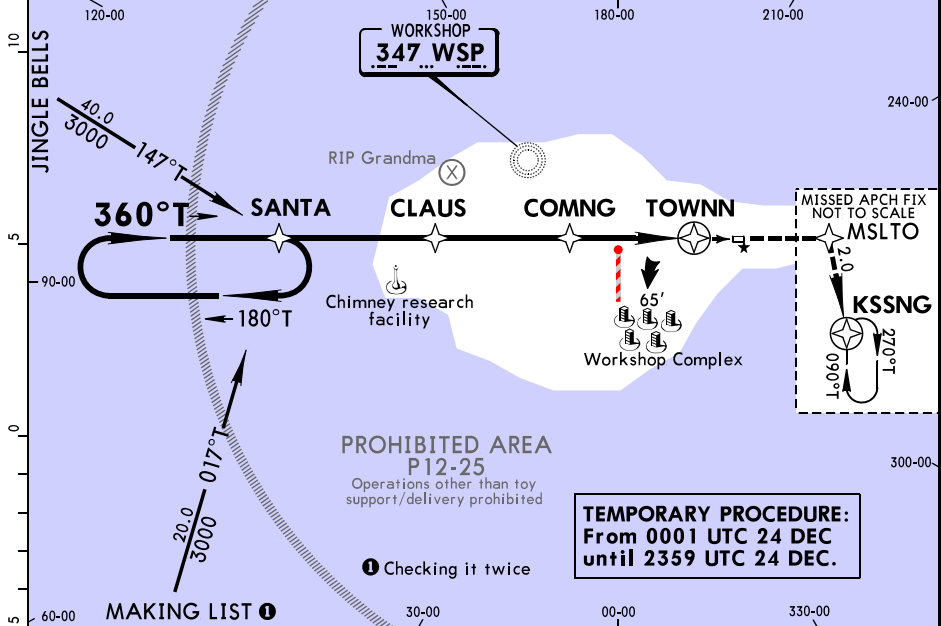 120-00
150-00
180-00
210-00
10
WORKSHOP
347 WSP
JINGLE BELLS
40.0
3000
147°T
240-00
RIP Grandma
X
360°T
SANTA
CLAUS
COMNG
TOWNN
MISSED APCH FIX
NOT TO SCALE
MSLTO
5
2.0
90-00
Chimney research
facility
65'
KSSNG
180°T
270°T
090°T
Workshop Complex
0
017°T
PROHIBITED AREA
P12-25
Operations other than toy
support/delivery prohibited
300-00
20.0
3000
TEMPORARY PROCEDURE:
From 0001 UTC 24 DEC
until 2359 UTC 24 DEC.
1 Checking it twice
MAKING LIST 1
5
60-00
30-00
00-00
330-00